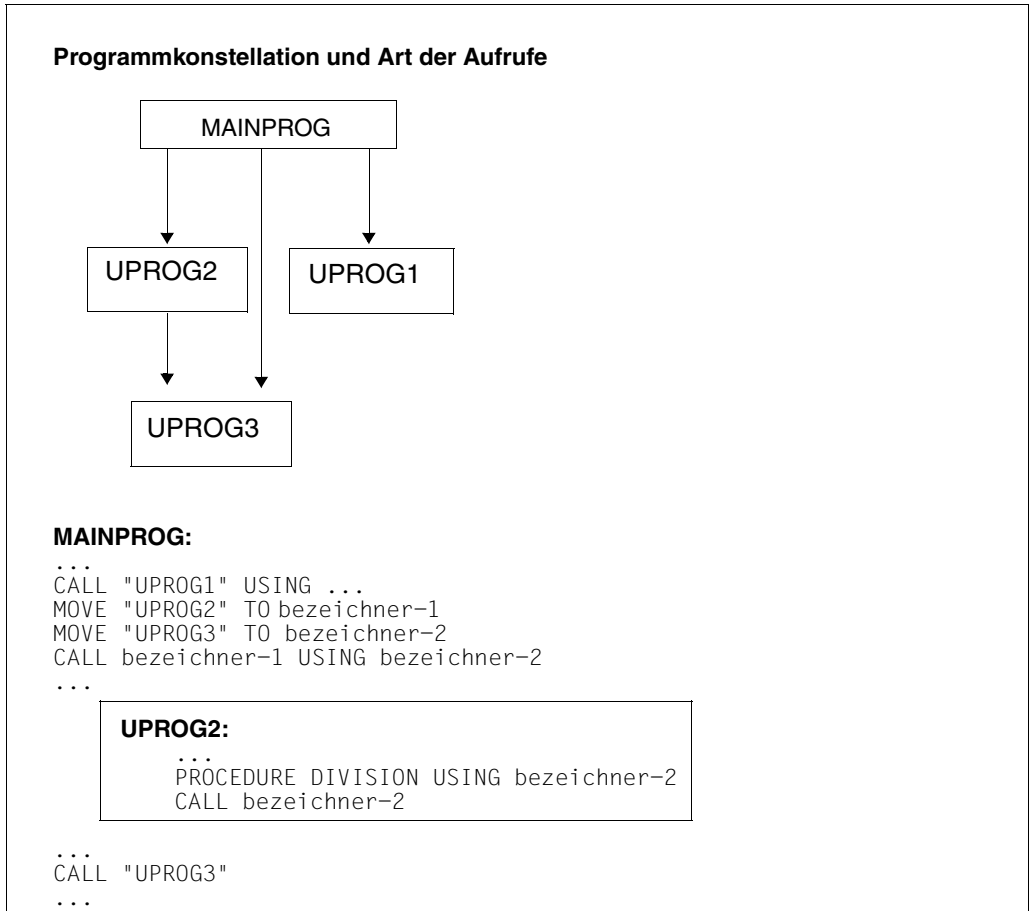 Programmkonstellation und Art der Aufrufe
MAINPROG
UPROG2
UPROG1
UPROG3
MAINPROG:
...
CALL "UPROG1" USING ...
MOVE "UPROG2" TO bezeichner-1
MOVE "UPROG3" TO bezeichner-2
CALL bezeichner-1 USING bezeichner-2
...
UPROG2:
...
PROCEDURE DIVISION USING bezeichner-2
CALL bezeichner-2
...
CALL "UPROG3"
...